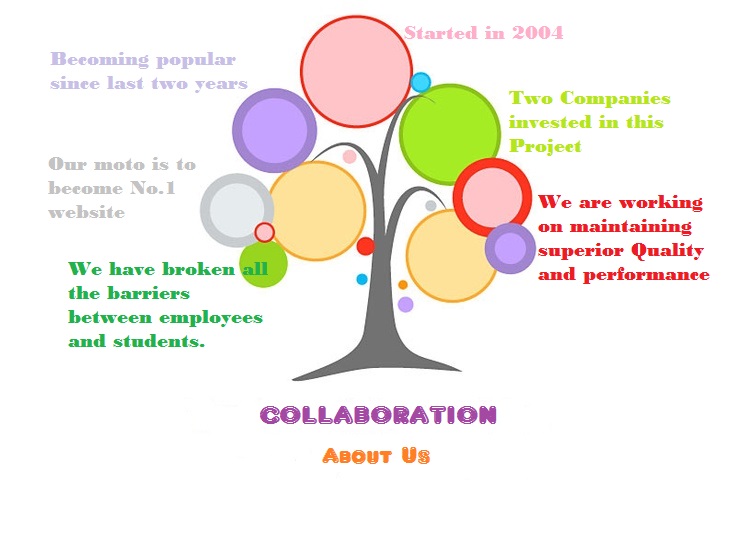 Started in 2004
Becoming popular
since last two years
Two Companies
invested in this
Project
Our moto is to
become No.1
website
We are working
on maintaining
superior Quality
and performance
We have broken all
the barriers
between employees
and students.
COLLABORATION
About Us